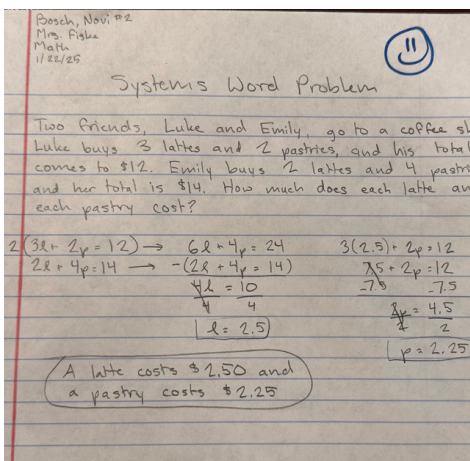 Bosch, Novi #2
Mrs. Fiske
Math
1/22/25
Systems Word Problem
Two friends, Luke and Emily, go to a coffee
Luke buys 3 lattes and 2 pastries, and his total
comes to $12. Emily buys 2 lattes and 4
and her total is $14. How much does each latte
each pastry cost?
2(3l + 2p = 12) → 6l + 4p = 24
2l + 4p = 14 → -(2l + 4p = 14)
4l = 10
4 4
l = 2.5
3(2.5) + 2p = 12
7.5 + 2p = 12
-7.5 -7.5
2p = 4.5
2 2
p = 2.25
A latte costs $2.50 and
a pastry costs $2.25